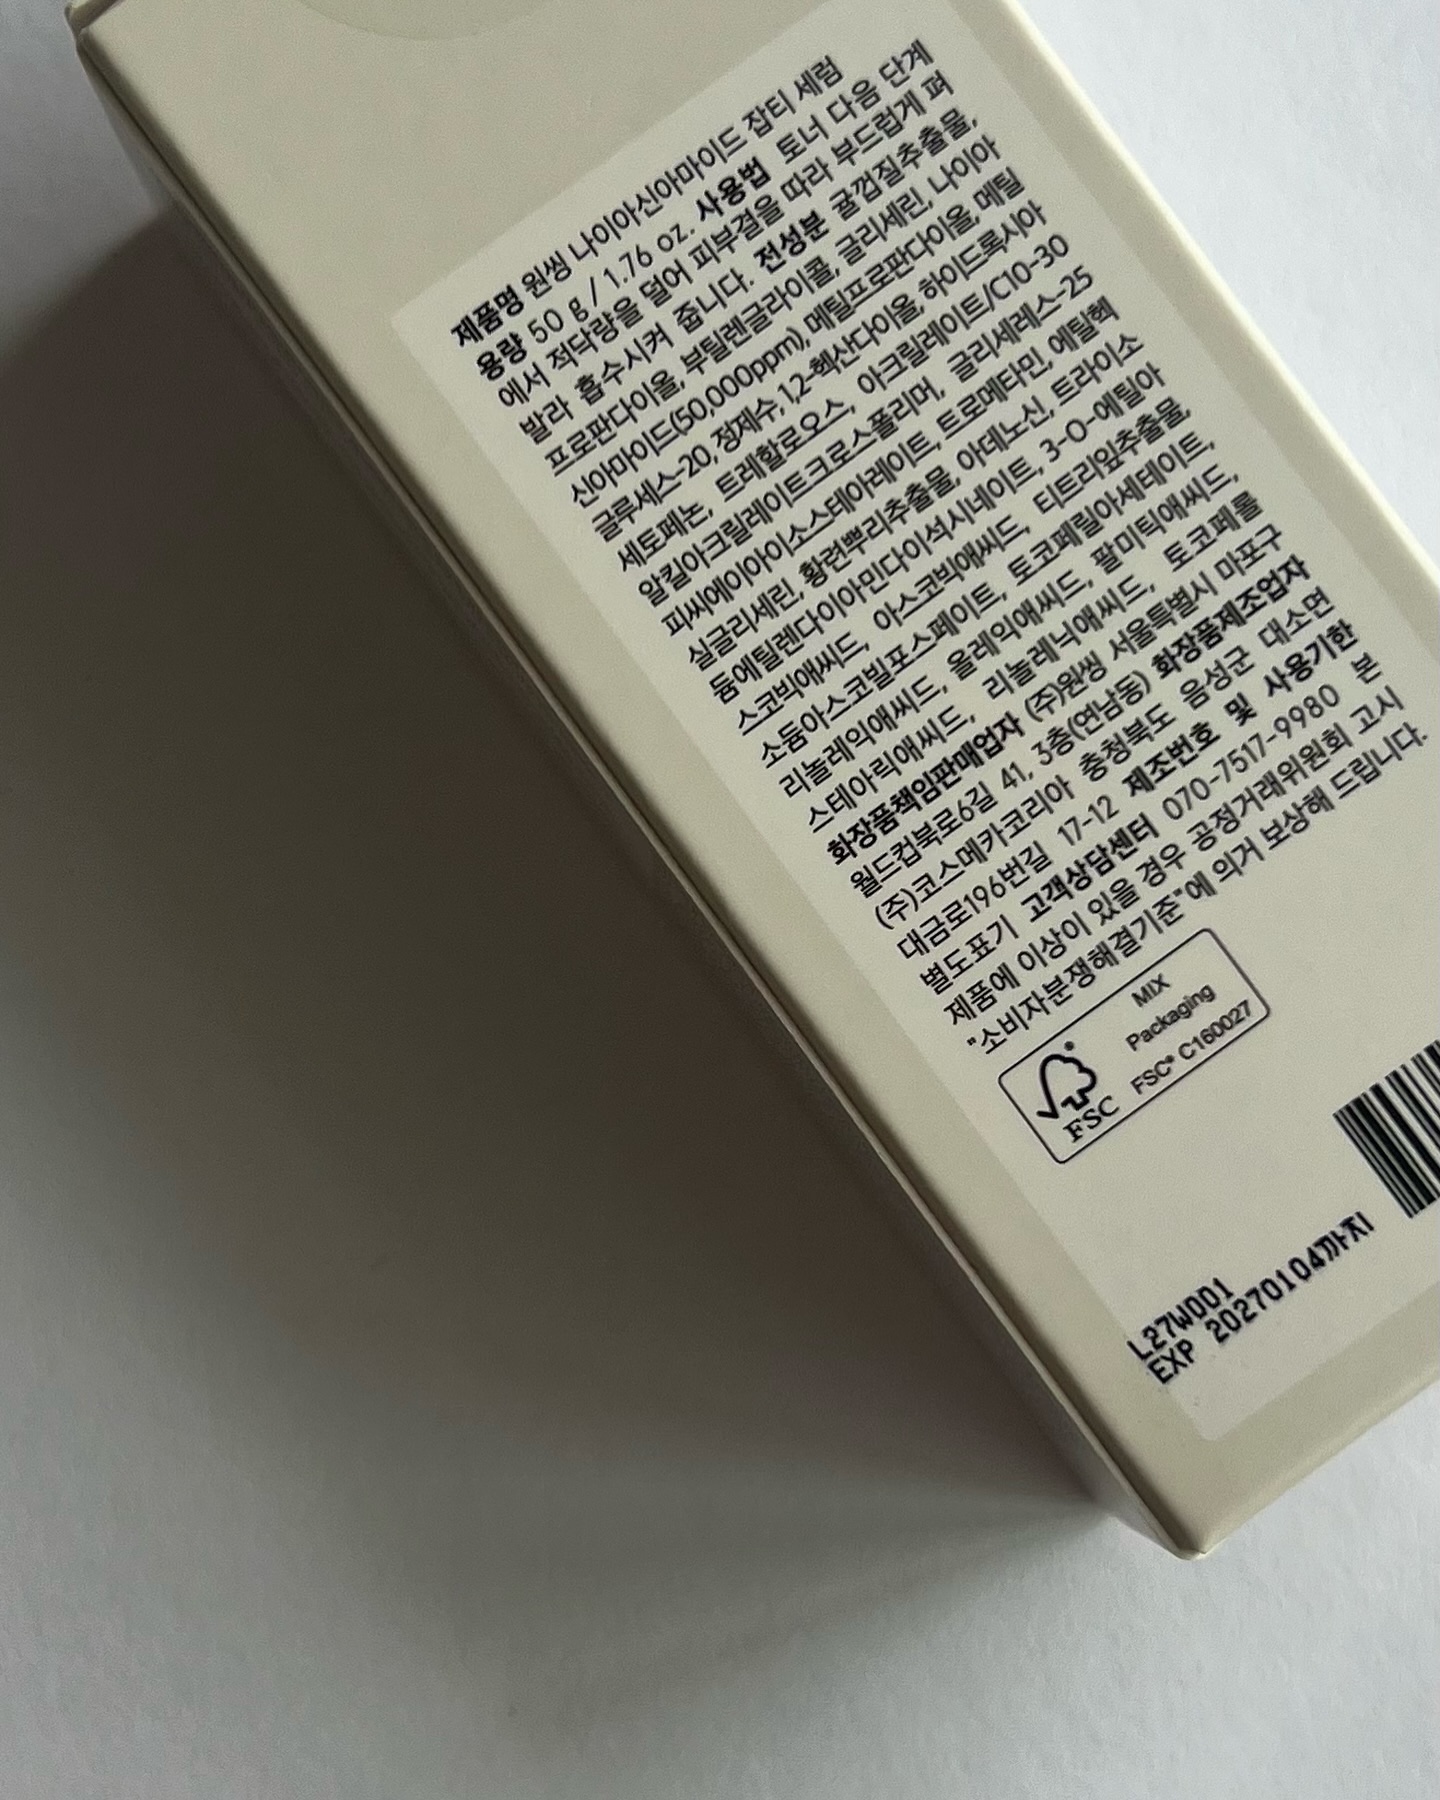 제품명 원씽 나이아신아마이드 잡티 세럼
용량 50 g / 1.76 oz. 사용법 토너 다음 단계
에서 적당량을 덜어 피부결을 따라 부드럽게 펴
발라 흡수시켜 줍니다. 전성분 귤껍질추출물,
프로판다이올, 부틸렌글라이콜, 글리세린, 나이아
신아마이드(50,000ppm), 메틸프로판다이올, 메틸
글루세스-20, 정제수, 1,2-헥산다이올, 하이드록시아
세토페논, 트레할로오스, 아크릴레이트/C10-30
알킬아크릴레이트크로스폴리머, 글리세레스-25
피씨에이아이소스테아레이트, 트로메타민, 에틸헥
실글리세린, 황련뿌리추출물, 아데노신, 트라이소
듐에틸렌다이아민다이석시네이트, 3-O-에틸아
스코빅애씨드, 아스코빅애씨드, 티트리잎추출물,
소듐아스코빌포스페이트, 토코페릴아세테이트,
리놀레익애씨드, 올레익애씨드, 팔미틱애씨드,
스테아릭애씨드, 리놀레닉애씨드, 토코페롤
화장품책임판매업자 (주)원씽 서울특별시 마포구
월드컵북로6길 41, 3층(연남동) 화장품제조업자
(주)코스메카코리아 충청북도 음성군 대소면
대금로196번길 17-12 제조번호 및 사용기한
별도표기 고객상담센터 070-7517-9980 본
제품에 이상이 있을 경우 공정거래위원회 고시
"소비자분쟁해결기준"에 의거 보상해 드립니다.
FSC®
MIX
Packaging
FSC® C160027
L27W001
EXP 20270104까지